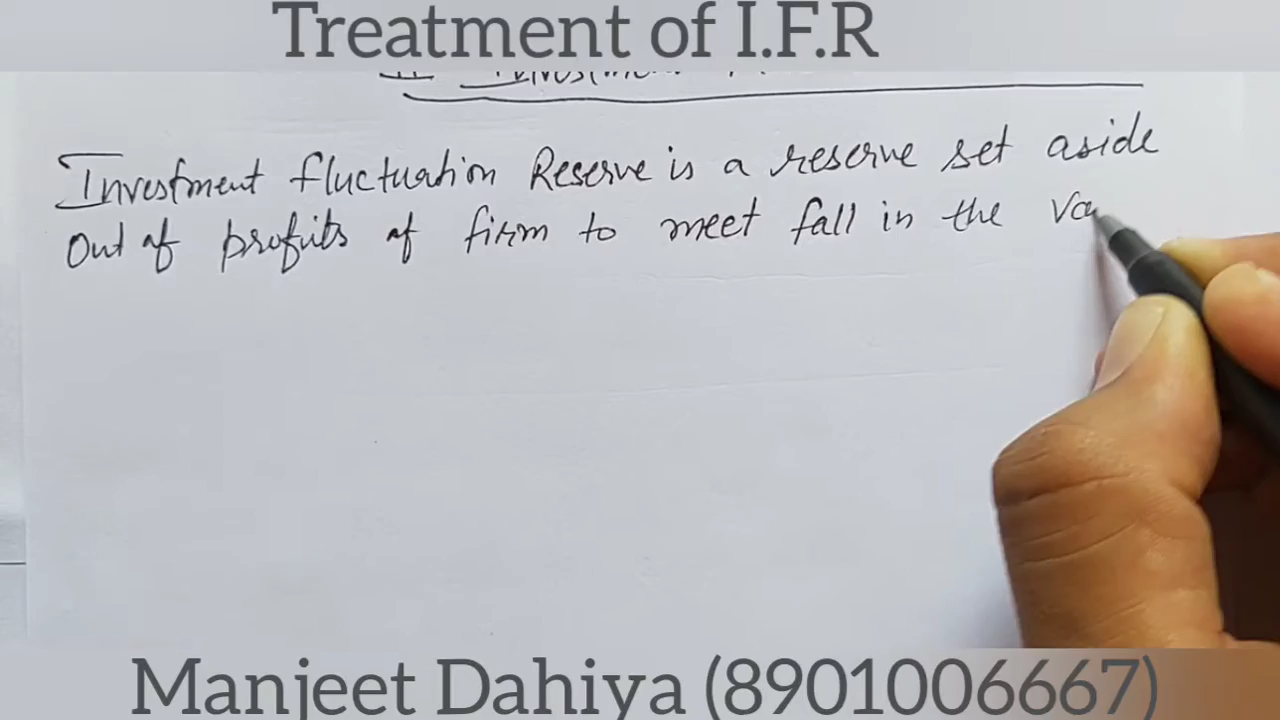 Treatment of I.F.R
Investment fluctuation Reserve is a reserve set aside
Out of profits of firm to meet fall in the Va
Manjeet Dahiya (8901006667)